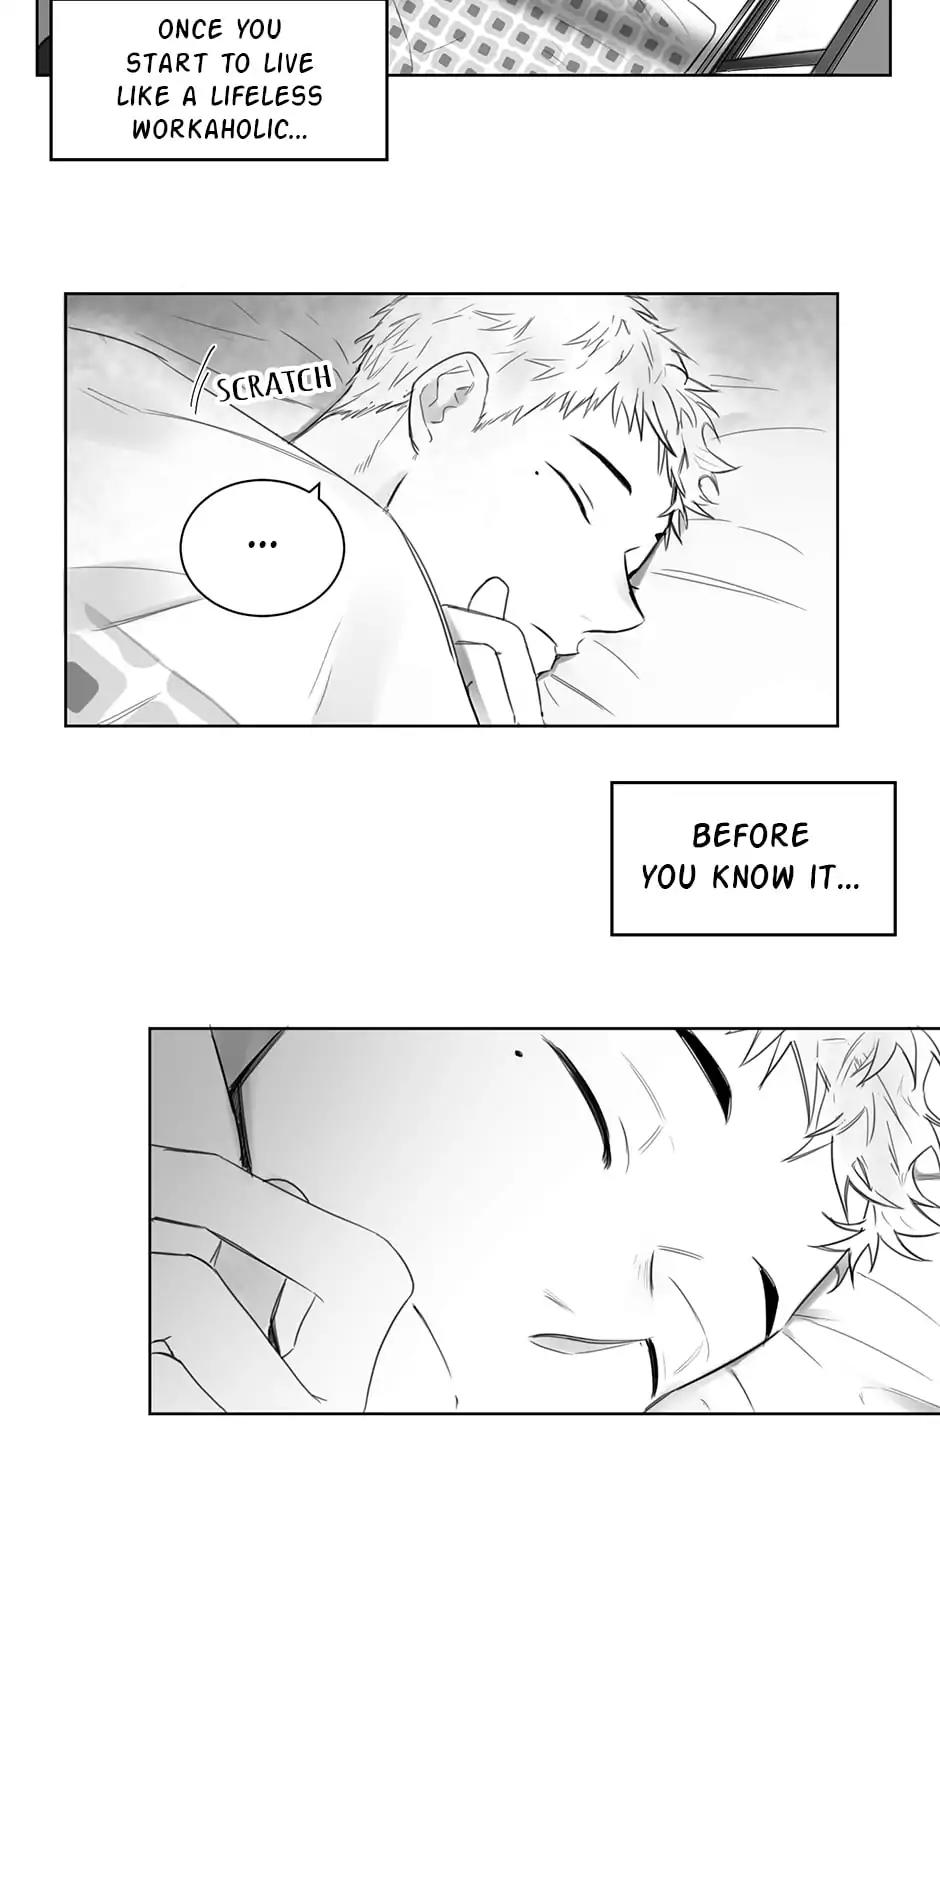 ONCE YOU
START TO LIVE
LIKE A LIFELESS
WORKAHOLIC...
SCRATCH
...
BEFORE
YOU KNOW IT...